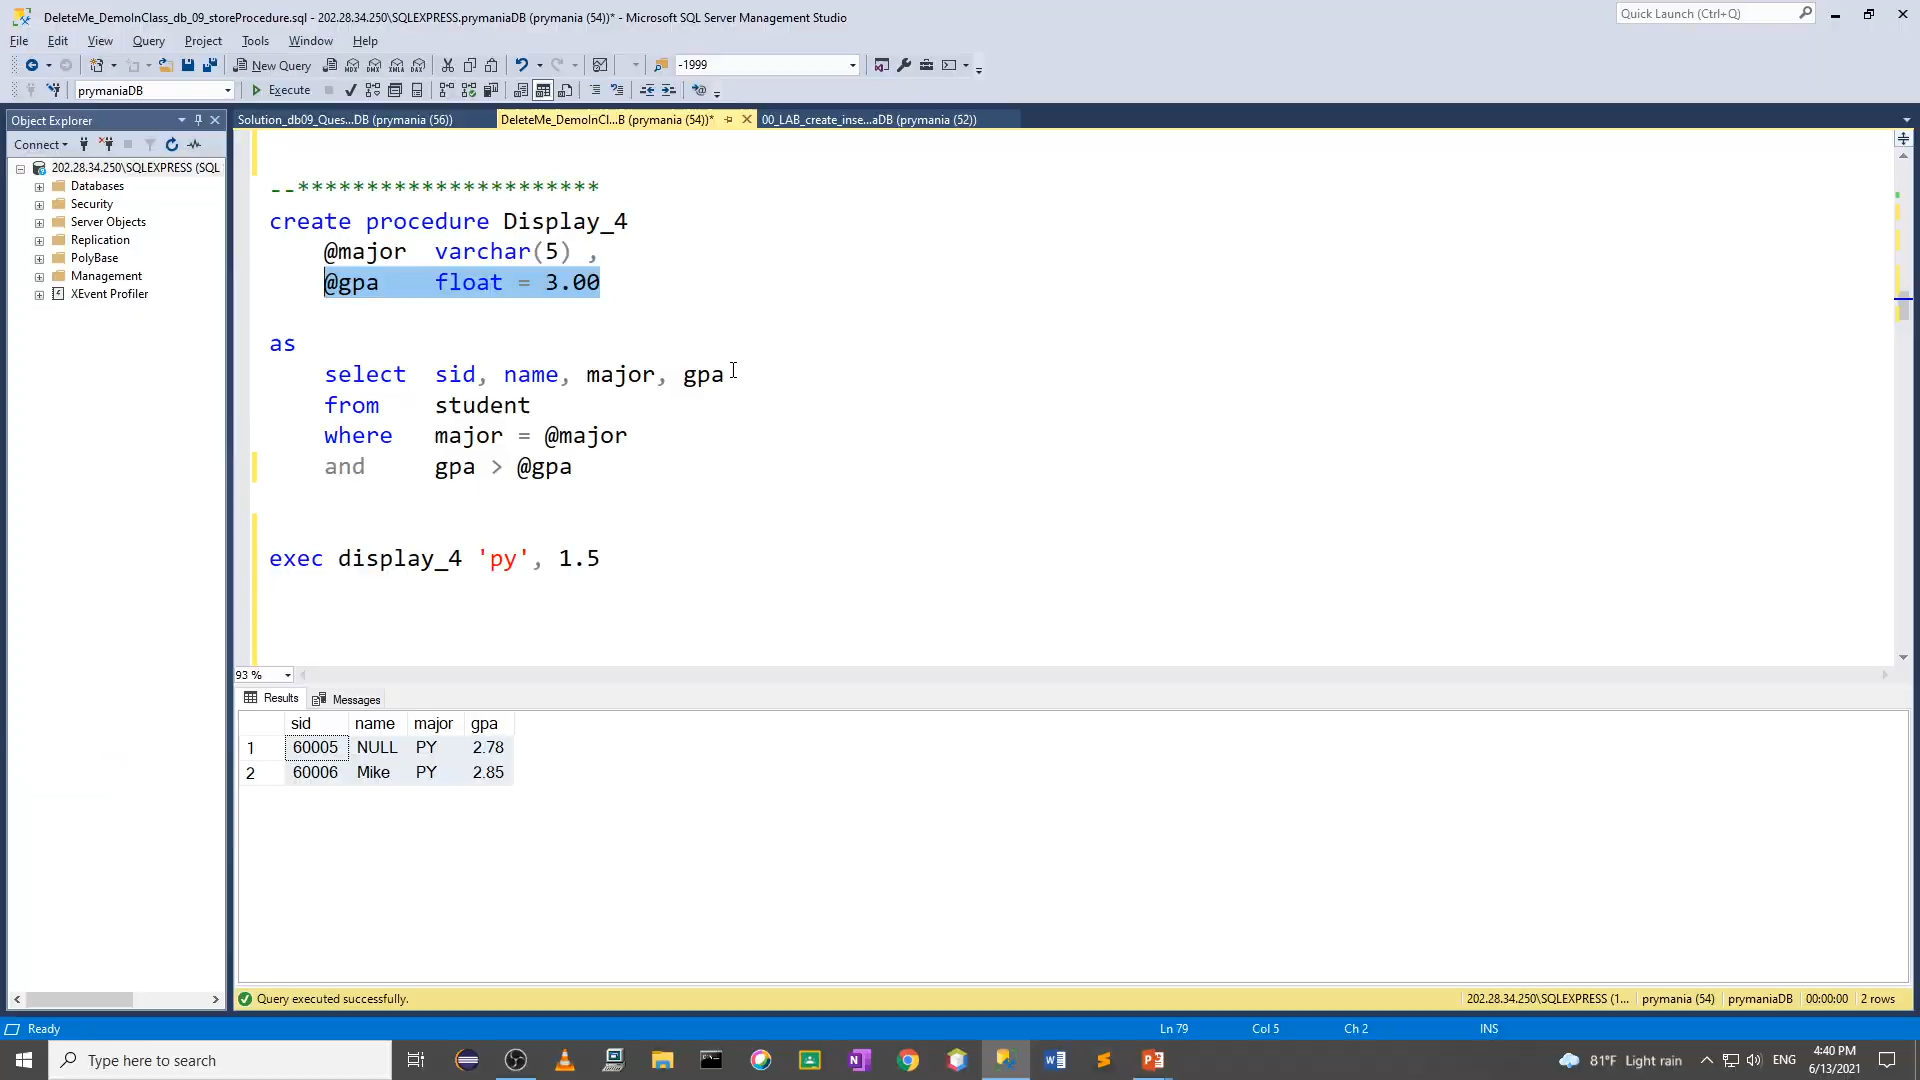 DeleteMe_DemoInClass_db_09_storeProcedure.sql - 202.28.34.250\SQLEXPRESS.prymaniaDB (prymania (54))* - Microsoft SQL Server Management Studio
Quick Launch (Ctrl+Q)
File Edit View Query Project Tools Window Help
New Query MDX DMX XMLA DAX -1999
prymaniaDB Execute
Object Explorer
Solution_db09_Ques...DB (prymania (56)) DeleteMe_DemoInCl...B (prymania (54))* 00_LAB_create_inse...aDB (prymania (52))
Connect
202.28.34.250\SQLEXPRESS (SQL
Databases
Security
Server Objects
Replication
PolyBase
Management
XEvent Profiler
--**********************
create procedure Display_4
@major varchar(5) ,
@gpa float = 3.00
as
select sid, name, major, gpa
from student
where major = @major
and gpa > @gpa
exec display_4 'py', 1.5
93 %
Results Messages
sid name major gpa
1 60005 NULL PY 2.78
2 60006 Mike PY 2.85
Query executed successfully. 202.28.34.250\SQLEXPRESS (1... prymania (54) prymaniaDB 00:00:00 2 rows
Ready Ln 79 Col 5 Ch 2 INS
Type here to search
81°F Light rain ENG 4:40 PM
6/13/2021